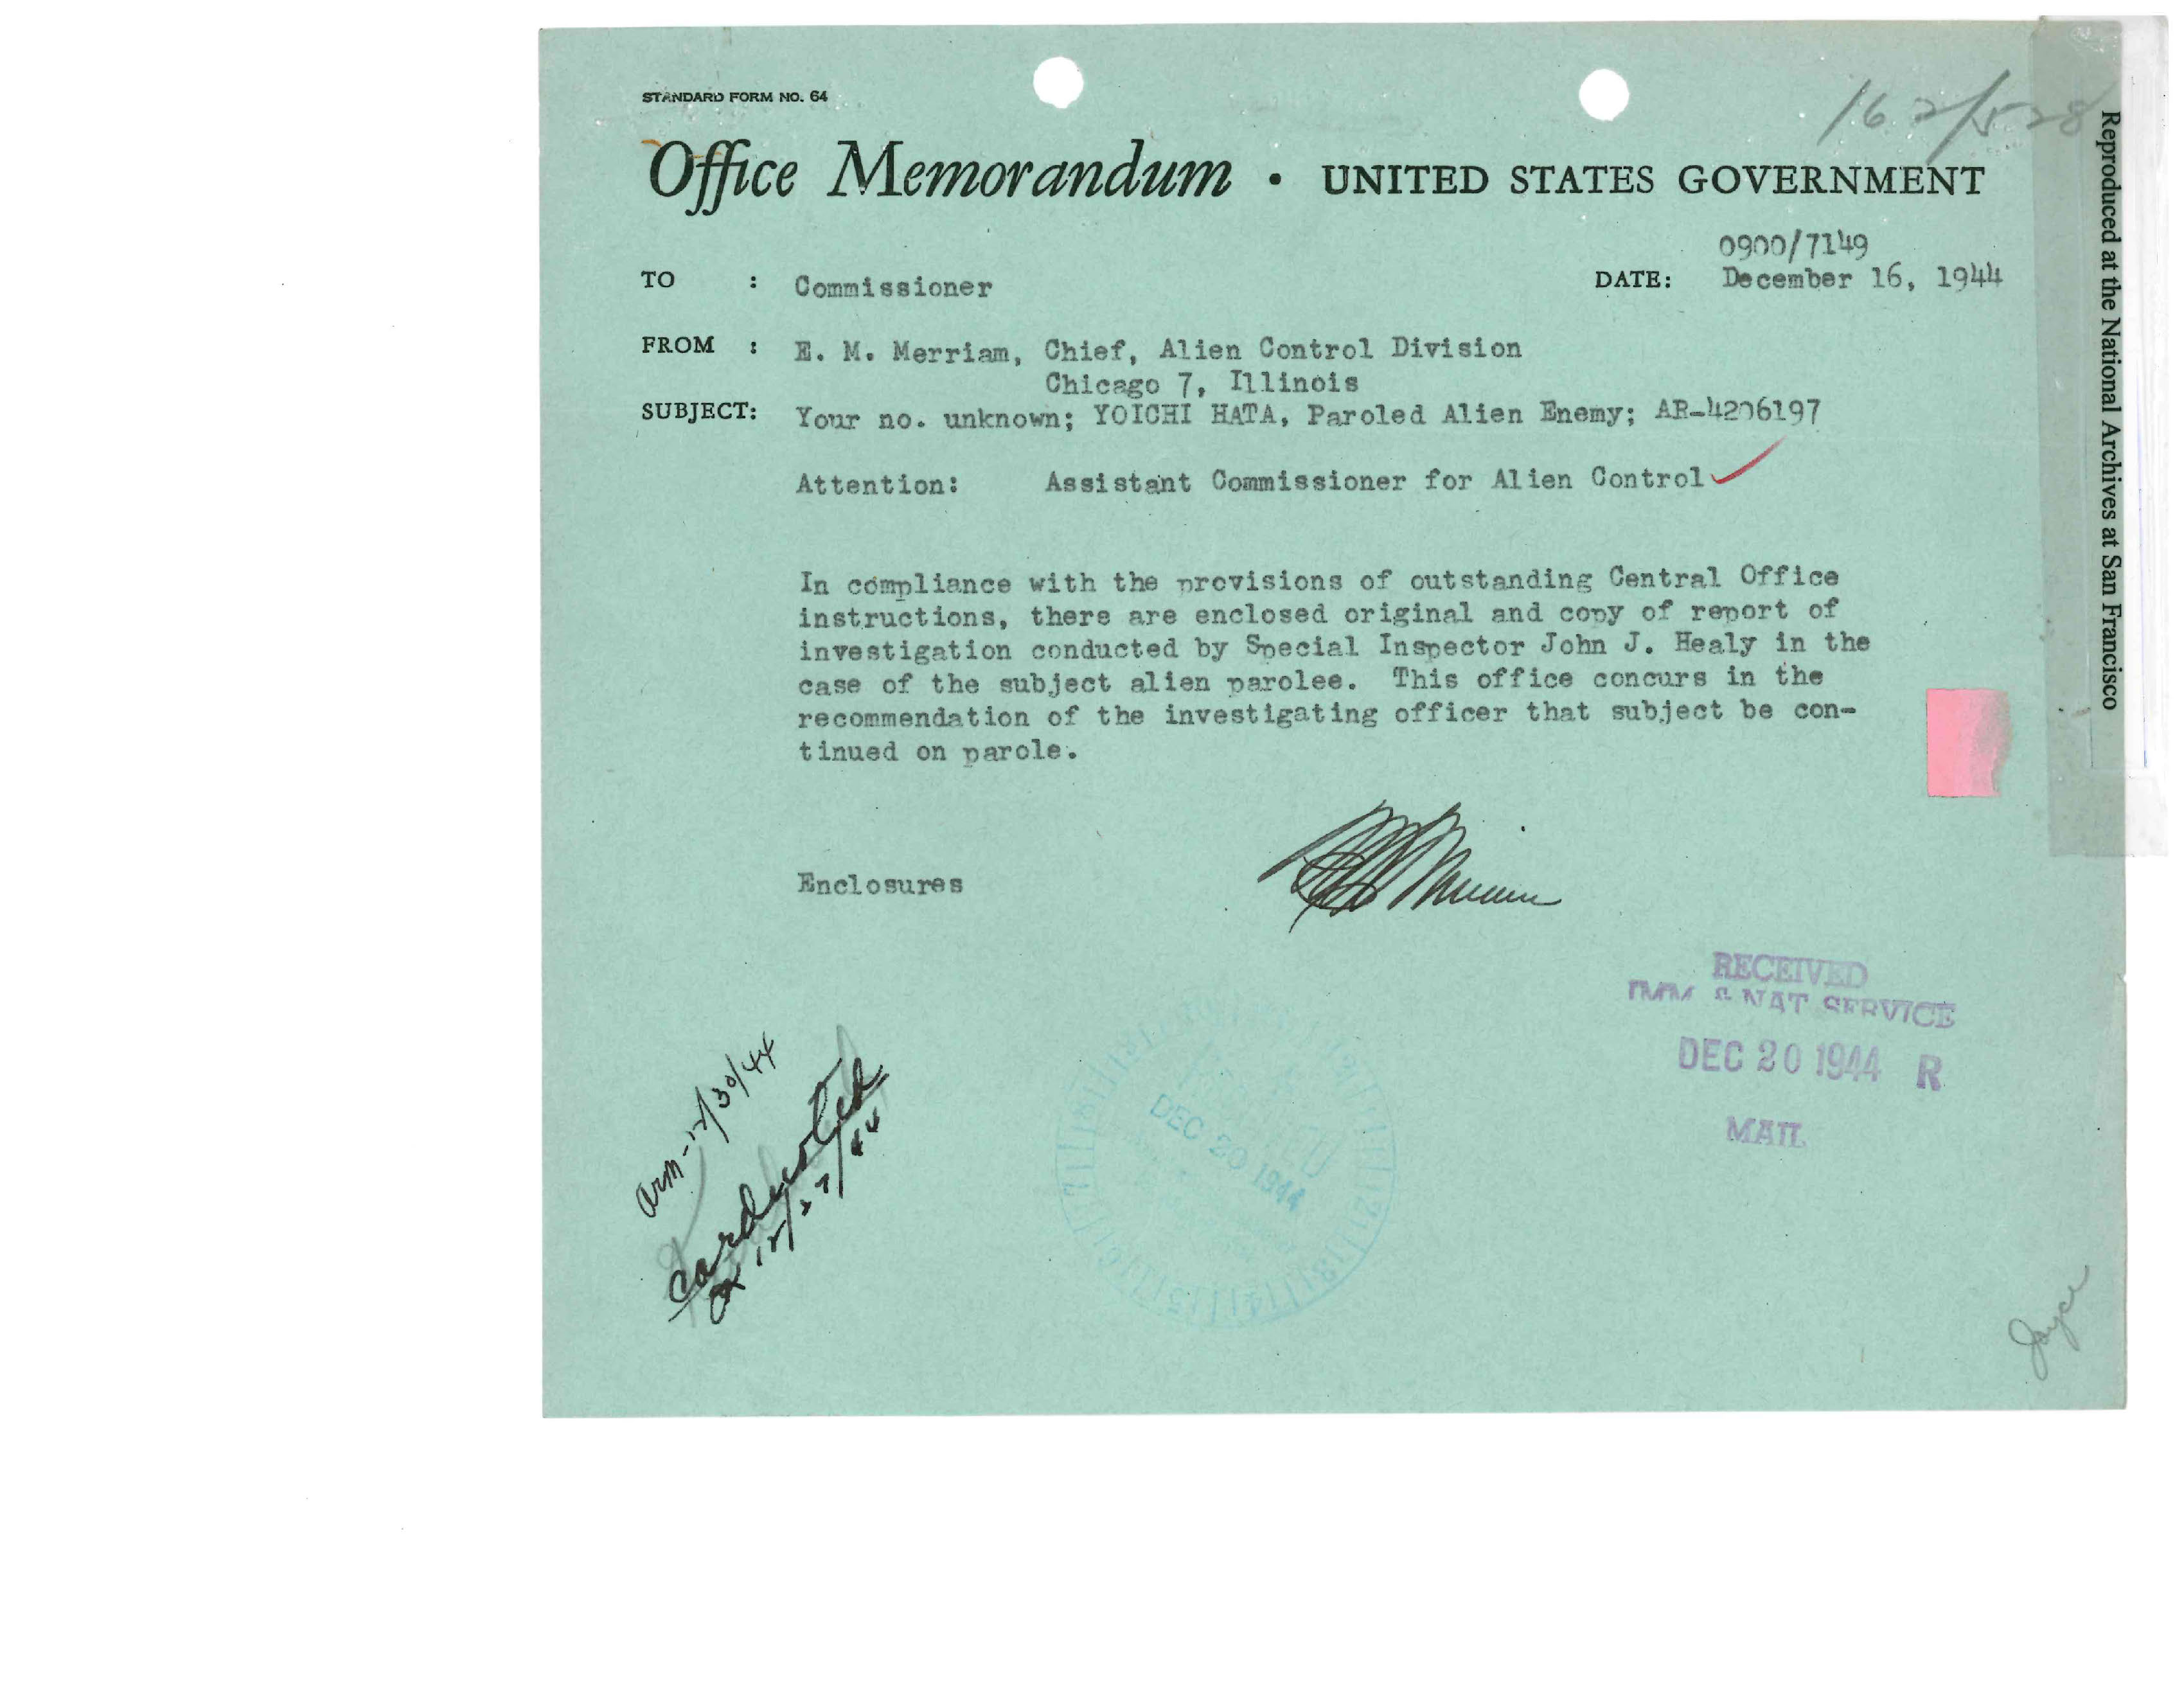 STANDARD FORM NO. 64
162/528
Office Memorandum • UNITED STATES GOVERNMENT
0900/7149
TO : Commissioner DATE: December 16, 1944
FROM : E. M. Merriam, Chief, Alien Control Division
Chicago 7, Illinois
SUBJECT: Your no. unknown; YOICHI HATA, Paroled Alien Enemy; AR-4206197
Attention: Assistant Commissioner for Alien Control
In compliance with the provisions of outstanding Central Office
instructions, there are enclosed original and copy of report of
investigation conducted by Special Inspector John J. Healy in the
case of the subject alien parolee. This office concurs in the
recommendation of the investigating officer that subject be con-
tinued on parole.
Enclosures
RECEIVED
IMM & NAT SERVICE
DEC 20 1944 R
MAIL
DEC 20 1944
arm-12/30/44
Card noted
12/27/44
Joyce
Reproduced at the National Archives at San Francisco